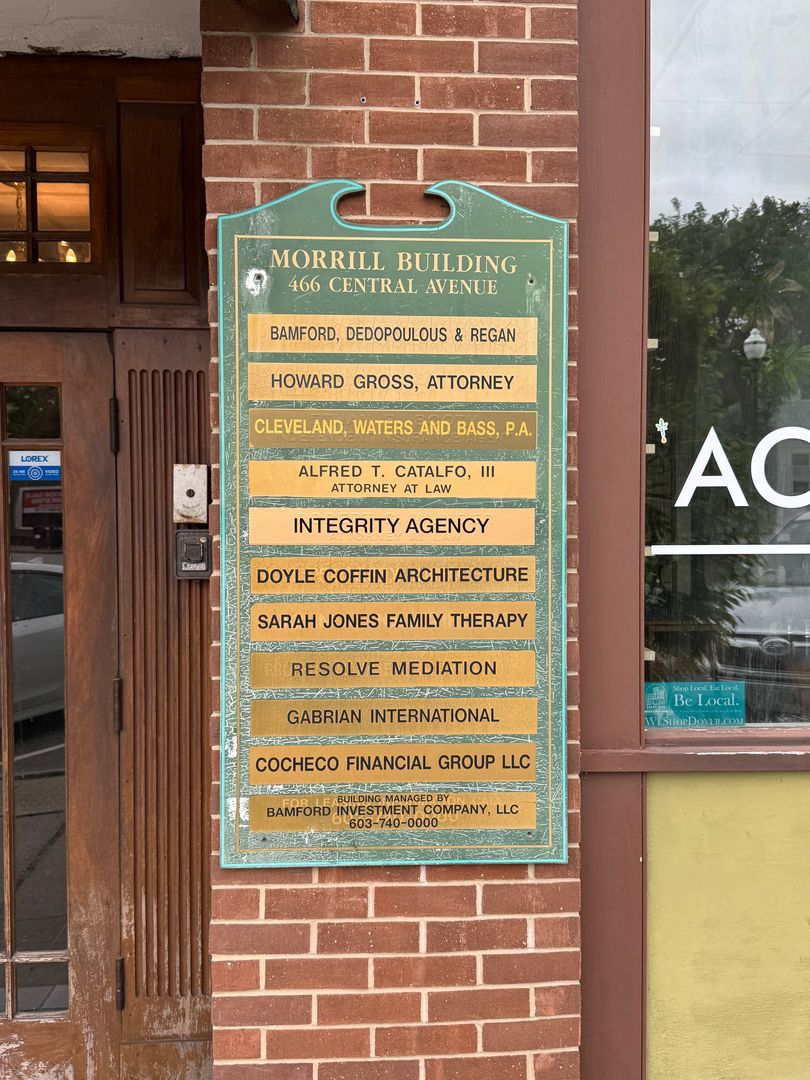 MORRILL BUILDING
466 CENTRAL AVENUE
BAMFORD, DEDOPOULOUS & REGAN
HOWARD GROSS, ATTORNEY
CLEVELAND, WATERS AND BASS, P.A.
ALFRED T. CATALFO, III
ATTORNEY AT LAW
INTEGRITY AGENCY
DOYLE COFFIN ARCHITECTURE
SARAH JONES FAMILY THERAPY
RESOLVE MEDIATION
GABRIAN INTERNATIONAL
COCHECO FINANCIAL GROUP LLC
BUILDING MANAGED BY
BAMFORD INVESTMENT COMPANY, LLC
603-740-0000
LOREX
24 HR VIDEO
AC
Shop Local. Eat Local.
Be Local.
WESHOPDOVER.COM